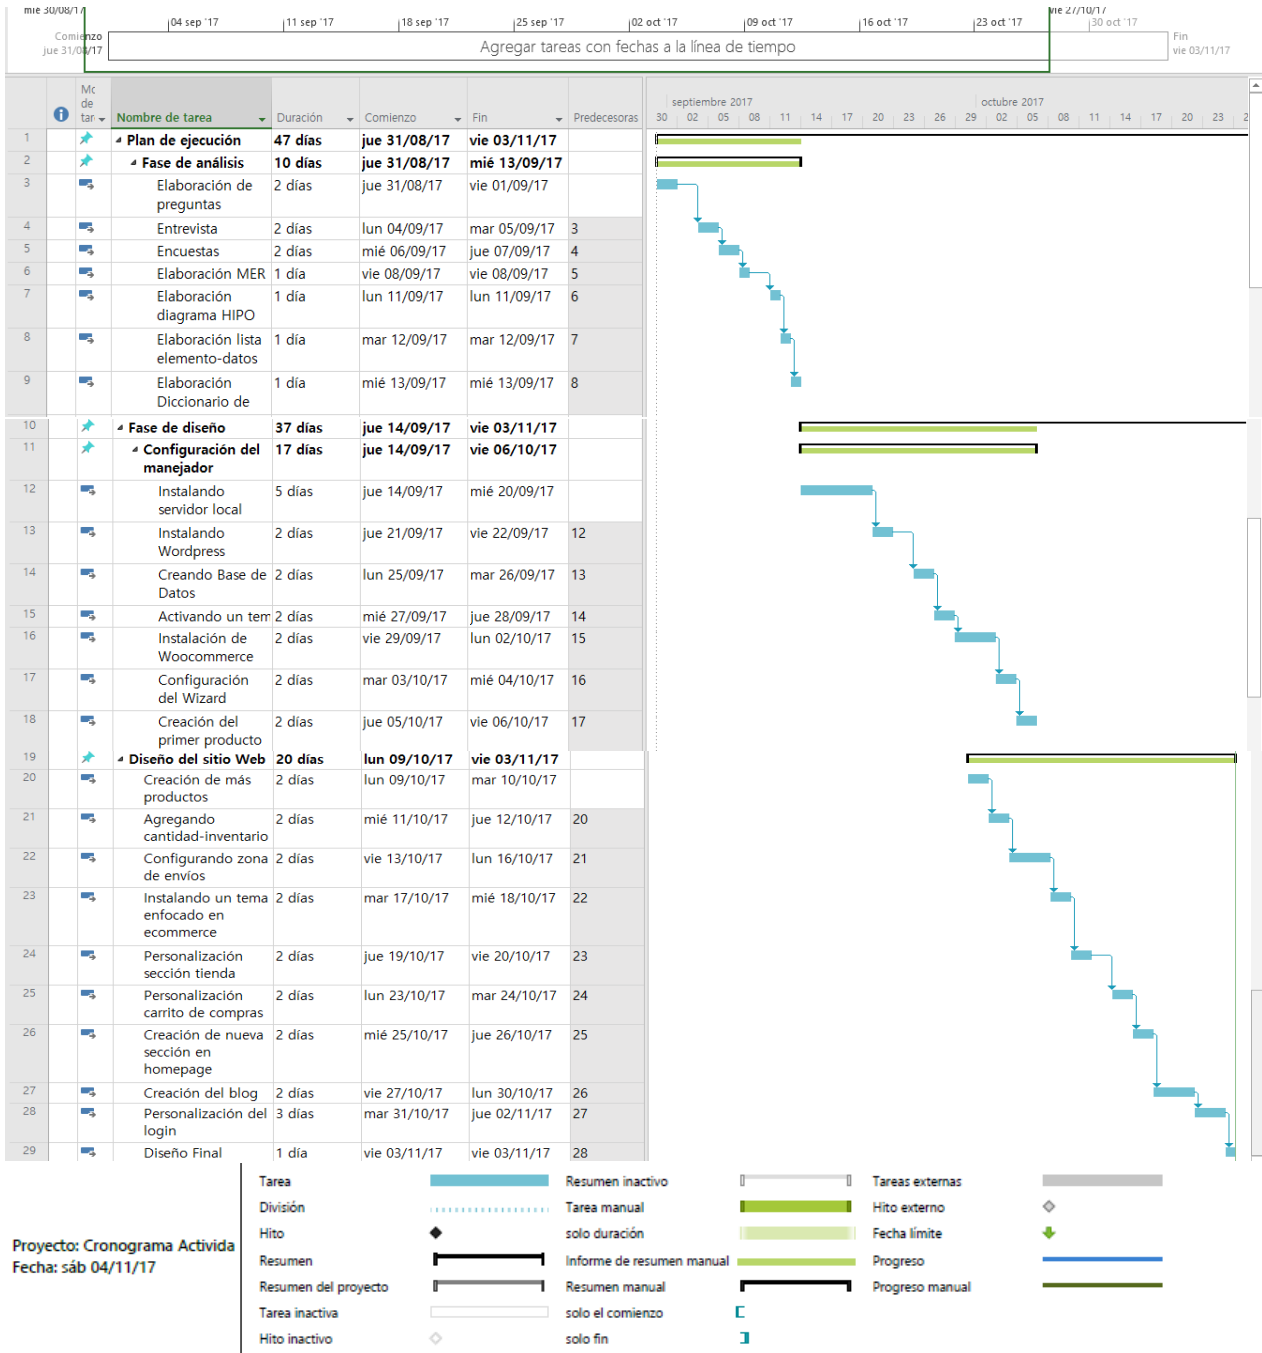 mié 30/08/17
vie 27/10/17
04 sep '17 11 sep '17 18 sep '17 25 sep '17 02 oct '17 09 oct '17 16 oct '17 23 oct '17 30 oct '17
Comienzo
jue 31/08/17
Agregar tareas con fechas a la línea de tiempo
Fin
vie 03/11/17
septiembre 2017 octubre 2017
Nombre de tarea Duración Comienzo Fin Predecesoras
30 02 05 08 11 14 17 20 23 26 29 02 05 08 11 14 17 20 23 2
1 Plan de ejecución 47 días jue 31/08/17 vie 03/11/17
2 Fase de análisis 10 días jue 31/08/17 mié 13/09/17
3 Elaboración de 2 días jue 31/08/17 vie 01/09/17
preguntas
4 Entrevista 2 días lun 04/09/17 mar 05/09/17 3
5 Encuestas 2 días mié 06/09/17 jue 07/09/17 4
6 Elaboración MER 1 día vie 08/09/17 vie 08/09/17 5
7 Elaboración 1 día lun 11/09/17 lun 11/09/17 6
diagrama HIPO
8 Elaboración lista 1 día mar 12/09/17 mar 12/09/17 7
elemento-datos
9 Elaboración 1 día mié 13/09/17 mié 13/09/17 8
Diccionario de
10 Fase de diseño 37 días jue 14/09/17 vie 03/11/17
11 Configuración del 17 días jue 14/09/17 vie 06/10/17
manejador
12 Instalando 5 días jue 14/09/17 mié 20/09/17
servidor local
13 Instalando 2 días jue 21/09/17 vie 22/09/17 12
Wordpress
14 Creando Base de 2 días lun 25/09/17 mar 26/09/17 13
Datos
15 Activando un tem 2 días mié 27/09/17 jue 28/09/17 14
16 Instalación de 2 días vie 29/09/17 lun 02/10/17 15
Woocommerce
17 Configuración 2 días mar 03/10/17 mié 04/10/17 16
del Wizard
18 Creación del 2 días jue 05/10/17 vie 06/10/17 17
primer producto
19 Diseño del sitio Web 20 días lun 09/10/17 vie 03/11/17
20 Creación de más 2 días lun 09/10/17 mar 10/10/17
productos
21 Agregando 2 días mié 11/10/17 jue 12/10/17 20
cantidad-inventario
22 Configurando zona 2 días vie 13/10/17 lun 16/10/17 21
de envíos
23 Instalando un tema 2 días mar 17/10/17 mié 18/10/17 22
enfocado en
ecommerce
24 Personalización 2 días jue 19/10/17 vie 20/10/17 23
sección tienda
25 Personalización 2 días lun 23/10/17 mar 24/10/17 24
carrito de compras
26 Creación de nueva 2 días mié 25/10/17 jue 26/10/17 25
sección en
homepage
27 Creación del blog 2 días vie 27/10/17 lun 30/10/17 26
28 Personalización del 3 días mar 31/10/17 jue 02/11/17 27
login
29 Diseño Final 1 día vie 03/11/17 vie 03/11/17 28
Proyecto: Cronograma Activida
Fecha: sáb 04/11/17
Tarea Resumen inactivo Tareas externas
División Tarea manual Hito externo
Hito solo duración Fecha límite
Resumen Informe de resumen manual Progreso
Resumen del proyecto Resumen manual Progreso manual
Tarea inactiva solo el comienzo
Hito inactivo solo fin